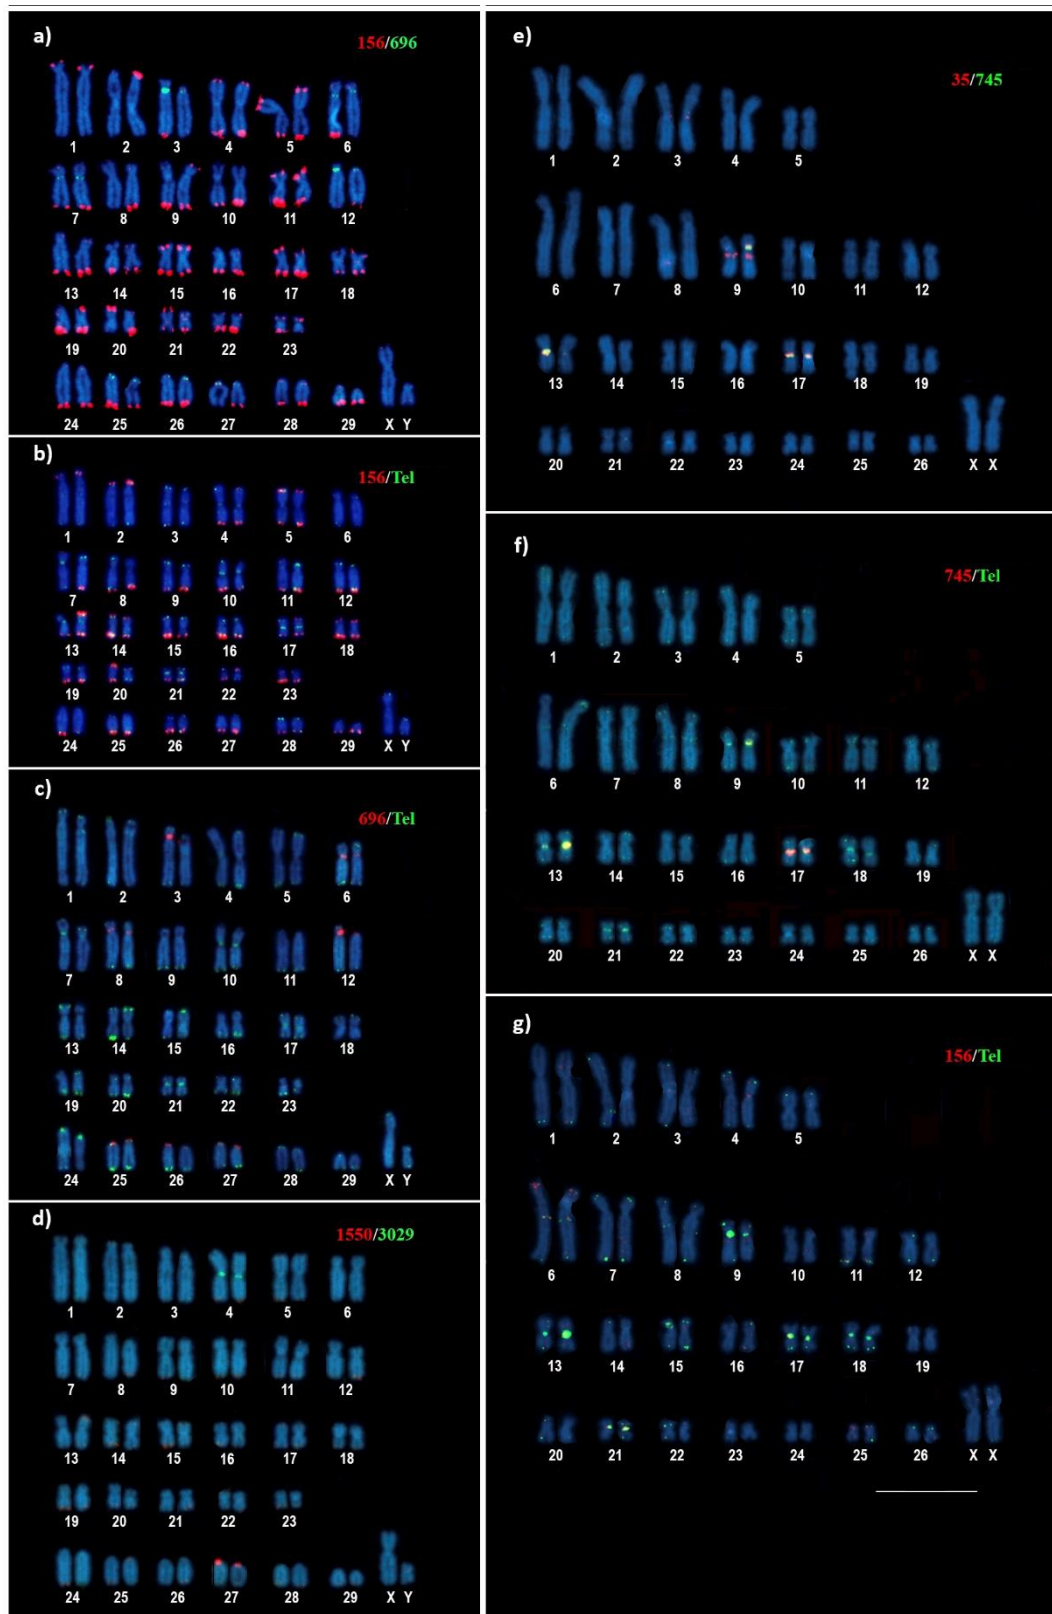 a)
156/696
1 2 3 4 5 6
7 8 9 10 11 12
13 14 15 16 17 18
19 20 21 22 23
24 25 26 27 28 29 X Y
b)
156/Tel
1 2 3 4 5 6
7 8 9 10 11 12
13 14 15 16 17 18
19 20 21 22 23
24 25 26 27 28 29 X Y
c)
696/Tel
1 2 3 4 5 6
7 8 9 10 11 12
13 14 15 16 17 18
19 20 21 22 23
24 25 26 27 28 29 X Y
d)
1550/3029
1 2 3 4 5 6
7 8 9 10 11 12
13 14 15 16 17 18
19 20 21 22 23
24 25 26 27 28 29 X Y
e)
35/745
1 2 3 4 5
6 7 8 9 10 11 12
13 14 15 16 17 18 19
20 21 22 23 24 25 26 X X
f)
745/Tel
1 2 3 4 5
6 7 8 9 10 11 12
13 14 15 16 17 18 19
20 21 22 23 24 25 26 X X
g)
156/Tel
1 2 3 4 5
6 7 8 9 10 11 12
13 14 15 16 17 18 19
20 21 22 23 24 25 26 X X